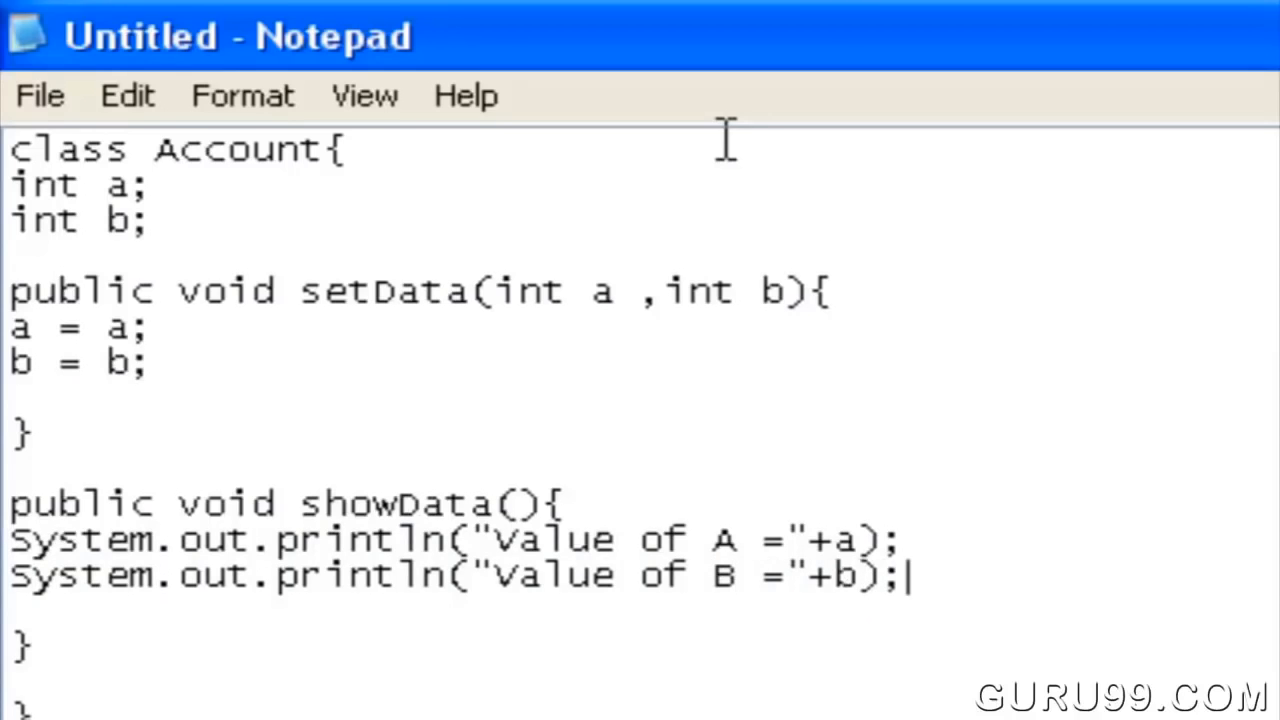 Untitled - Notepad
File Edit Format View Help
class Account{
int a;
int b;
public void setData(int a ,int b){
a = a;
b = b;
}
public void showData(){
System.out.println("Value of A ="+a);
System.out.println("Value of B ="+b);
}
}
GURU99.COM